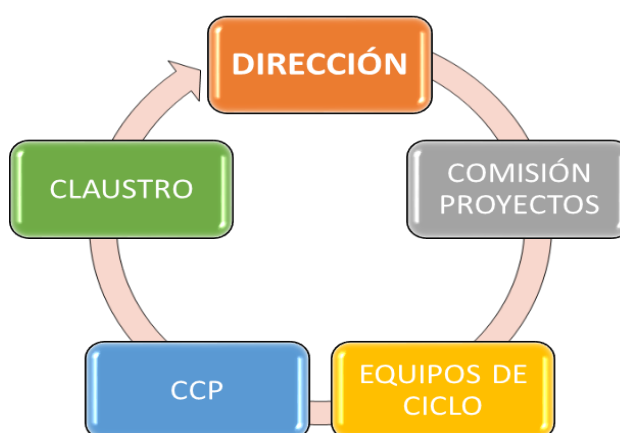 DIRECCIÓN
COMISIÓN
PROYECTOS
EQUIPOS DE
CICLO
CCP
CLAUSTRO